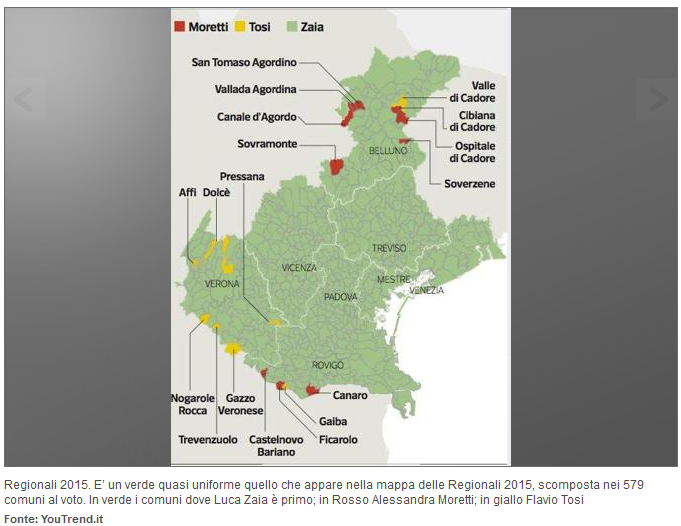 Moretti Tosi Zaia
San Tomaso Agordino
Vallada Agordina
Canale d'Agordo
Sovramonte
Pressana
Affi Dolcè
Valle
di Cadore
Cibiana
di Cadore
Ospitale
di Cadore
Soverzene
BELLUNO
TREVISO
VICENZA
VERONA
PADOVA
MESTRE
VENEZIA
ROVIGO
Nogarole
Rocca
Gazzo
Veronese
Trevenzuolo
Castelnovo
Bariano
Canaro
Gaiba
Ficarolo
Regionali 2015. E' un verde quasi uniforme quello che appare nella mappa delle Regionali 2015, scomposta nei 579
comuni al voto. In verde i comuni dove Luca Zaia è primo; in Rosso Alessandra Moretti; in giallo Flavio Tosi
Fonte: YouTrend.it